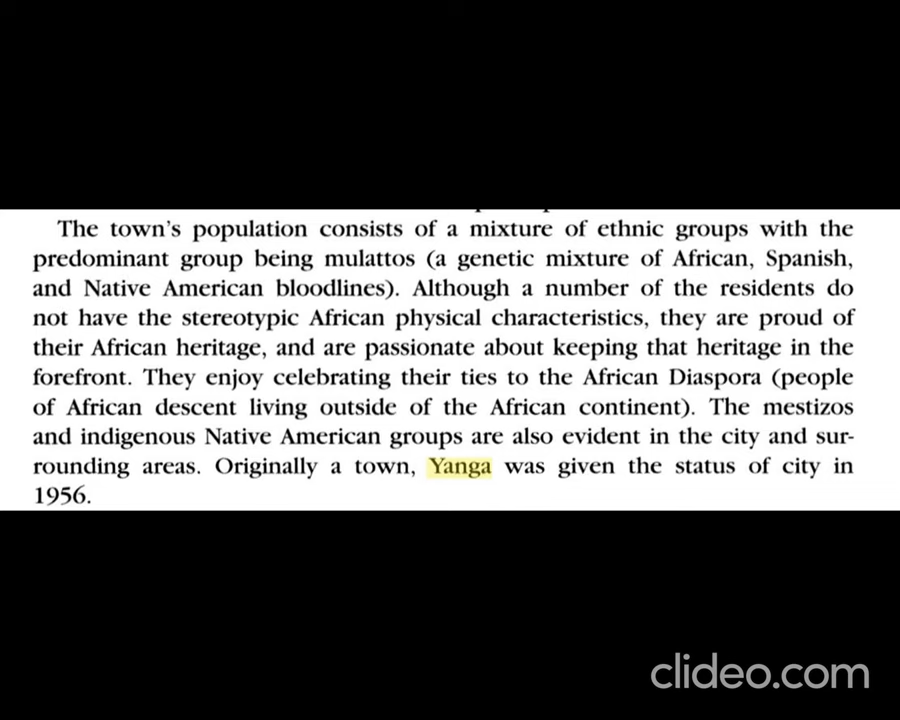 The town's population consists of a mixture of ethnic groups with the
predominant group being mulattos (a genetic mixture of African, Spanish,
and Native American bloodlines). Although a number of the residents do
not have the stereotypic African physical characteristics, they are proud of
their African heritage, and are passionate about keeping that heritage in the
forefront. They enjoy celebrating their ties to the African Diaspora (people
of African descent living outside of the African continent). The mestizos
and indigenous Native American groups are also evident in the city and sur-
rounding areas. Originally a town, Yanga was given the status of city in
1956.
clideo.com